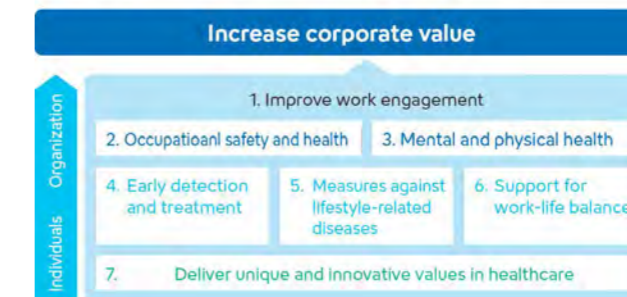 Increase corporate value
Organization
Individuals
1. Improve work engagement
2. Occupatioanl safety and health
3. Mental and physical health
4. Early detection
and treatment
5. Measures against
lifestyle-related
diseases
6. Support for
work-life balance
7. Deliver unique and innovative values in healthcare